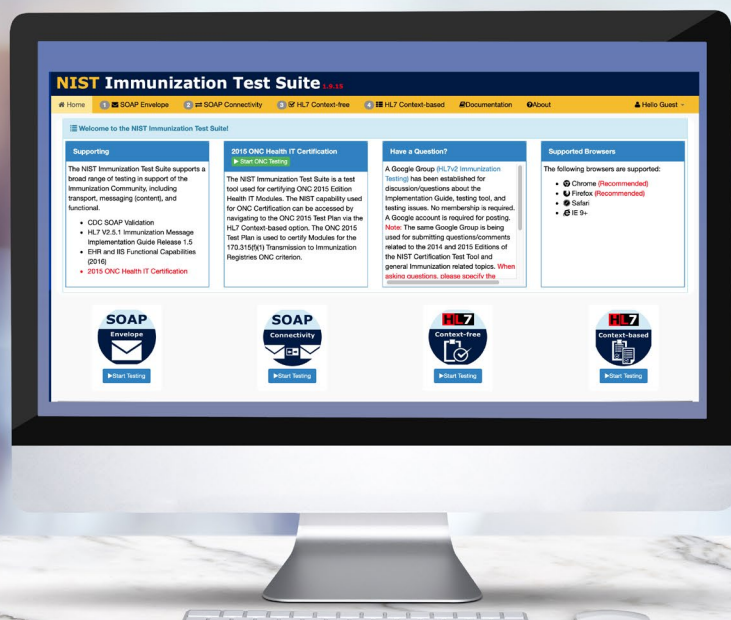 NIST Immunization Test Suite 1.9.15
Home 1 SOAP Envelope 2 SOAP Connectivity 3 HL7 Context-free 4 HL7 Context-based Documentation About Hello Guest
Welcome to the NIST Immunization Test Suite!
Supporting
The NIST Immunization Test Suite supports a
broad range of testing in support of the
Immunization Community, including
transport, messaging (content), and
functional.
• CDC SOAP Validation
• HL7 V2.5.1 Immunization Message
Implementation Guide Release 1.5
• EHR and IIS Functional Capabilities
(2016)
• 2015 ONC Health IT Certification
2015 ONC Health IT Certification
Start ONC Testing
The NIST Immunization Test Suite is a test
tool used for certifying ONC 2015 Edition
Health IT Modules. The NIST capability used
for ONC Certification can be accessed by
navigating to the ONC 2015 Test Plan via the
HL7 Context-based option. The ONC 2015
Test Plan is used to certify Modules for the
170.315(f)(1) Transmission to Immunization
Registries ONC criterion.
Have a Question?
A Google Group (HL7v2 Immunization
Testing) has been established for
discussion/questions about the
Implementation Guide, testing tool, and
testing issues. No membership is required.
A Google account is required for posting.
Note: The same Google Group is being
used for submitting questions/comments
related to the 2014 and 2015 Editions of
the NIST Certification Test Tool and
general Immunization related topics. When
asking questions, please specify the
Supported Browsers
The following browsers are supported:
• Chrome (Recommended)
• Firefox (Recommended)
• Safari
• IE 9+
SOAP
Envelope
Start Testing
SOAP
Connectivity
Start Testing
HL7
Context-free
Start Testing
HL7
Context-based
Start Testing